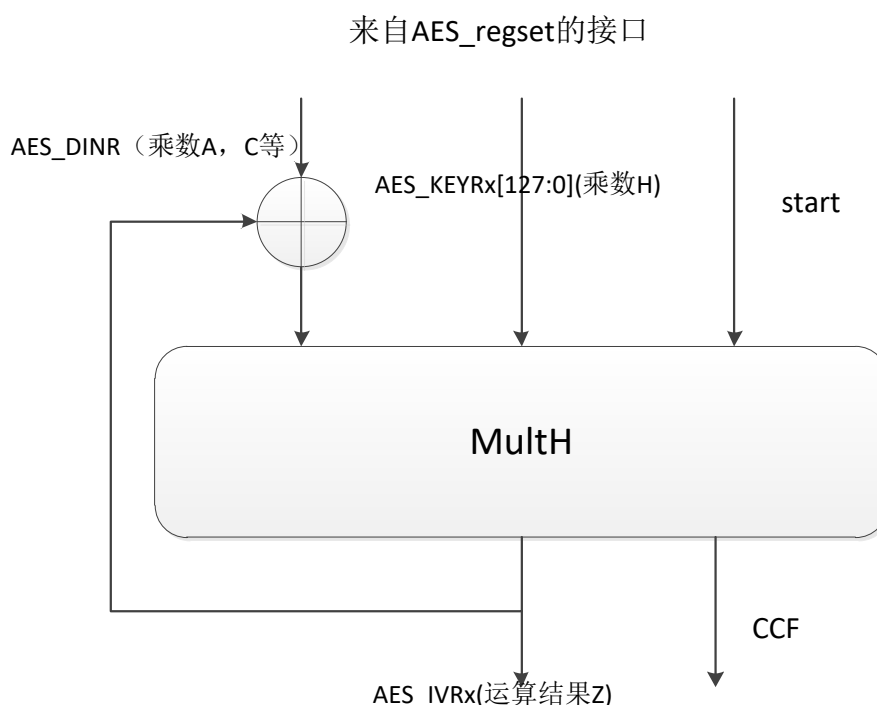 来自AES_regset的接口
AES_DINR（乘数A，C等）
AES_KEYRx[127:0](乘数H)
start
MultH
CCF
AES_IVRx(运算结果Z)